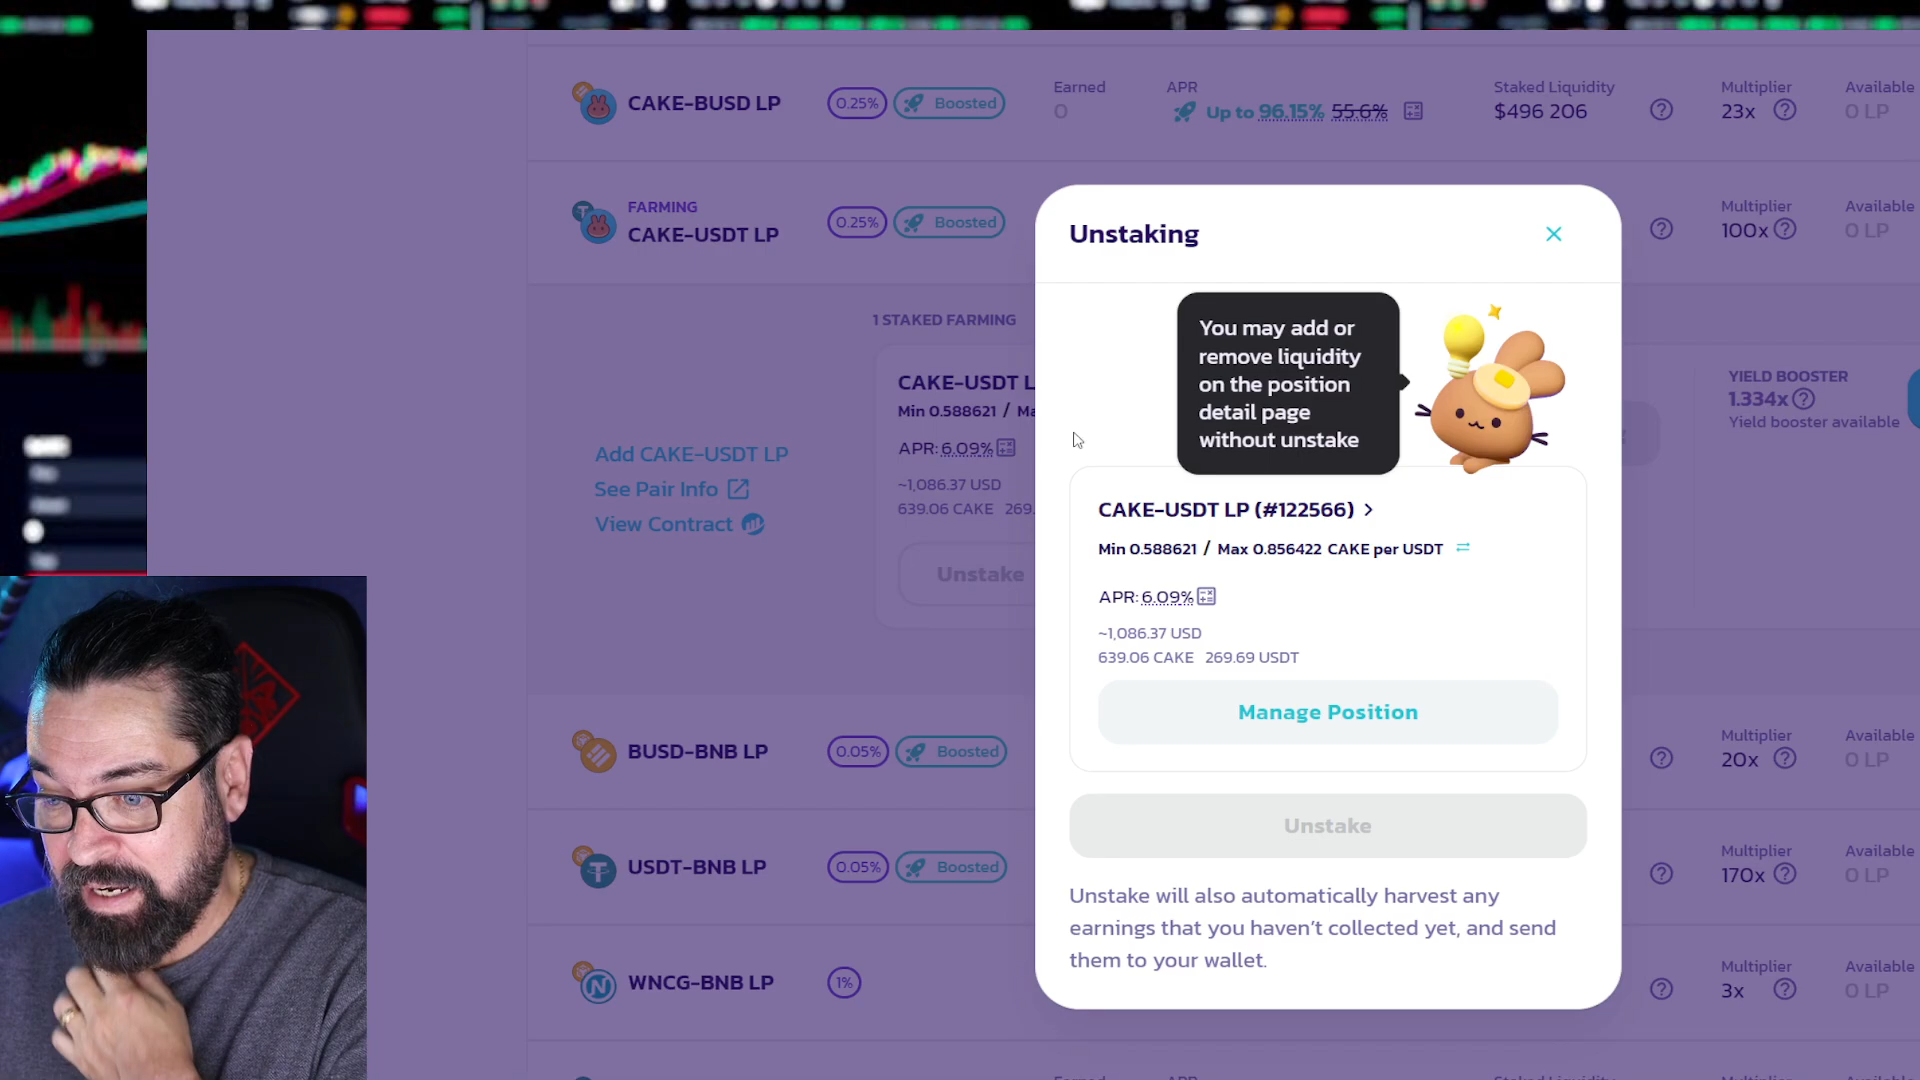 CAKE-BUSD LP
0.25%
Boosted
Earned
0
APR
Up to 96.15% 55.6%
Staked Liquidity
$496 206
Multiplier
23x
Available
0 LP
FARMING
CAKE-USDT LP
0.25%
Boosted
Multiplier
100x
Available
0 LP
1 STAKED FARMING
CAKE-USDT L
Min 0.588621 / Ma
APR: 6.09%
~1,086.37 USD
639.06 CAKE 269.
Unstake
Add CAKE-USDT LP
See Pair Info
View Contract
YIELD BOOSTER
1.334x
Yield booster available
Unstaking
You may add or
remove liquidity
on the position
detail page
without unstake
CAKE-USDT LP (#122566)
Min 0.588621 / Max 0.856422 CAKE per USDT
APR: 6.09%
~1,086.37 USD
639.06 CAKE 269.69 USDT
Manage Position
Unstake
Unstake will also automatically harvest any
earnings that you haven't collected yet, and send
them to your wallet.
BUSD-BNB LP
0.05%
Boosted
Multiplier
20x
Available
0 LP
USDT-BNB LP
0.05%
Boosted
Multiplier
170x
Available
0 LP
WNCG-BNB LP
1%
Multiplier
3x
Available
0 LP